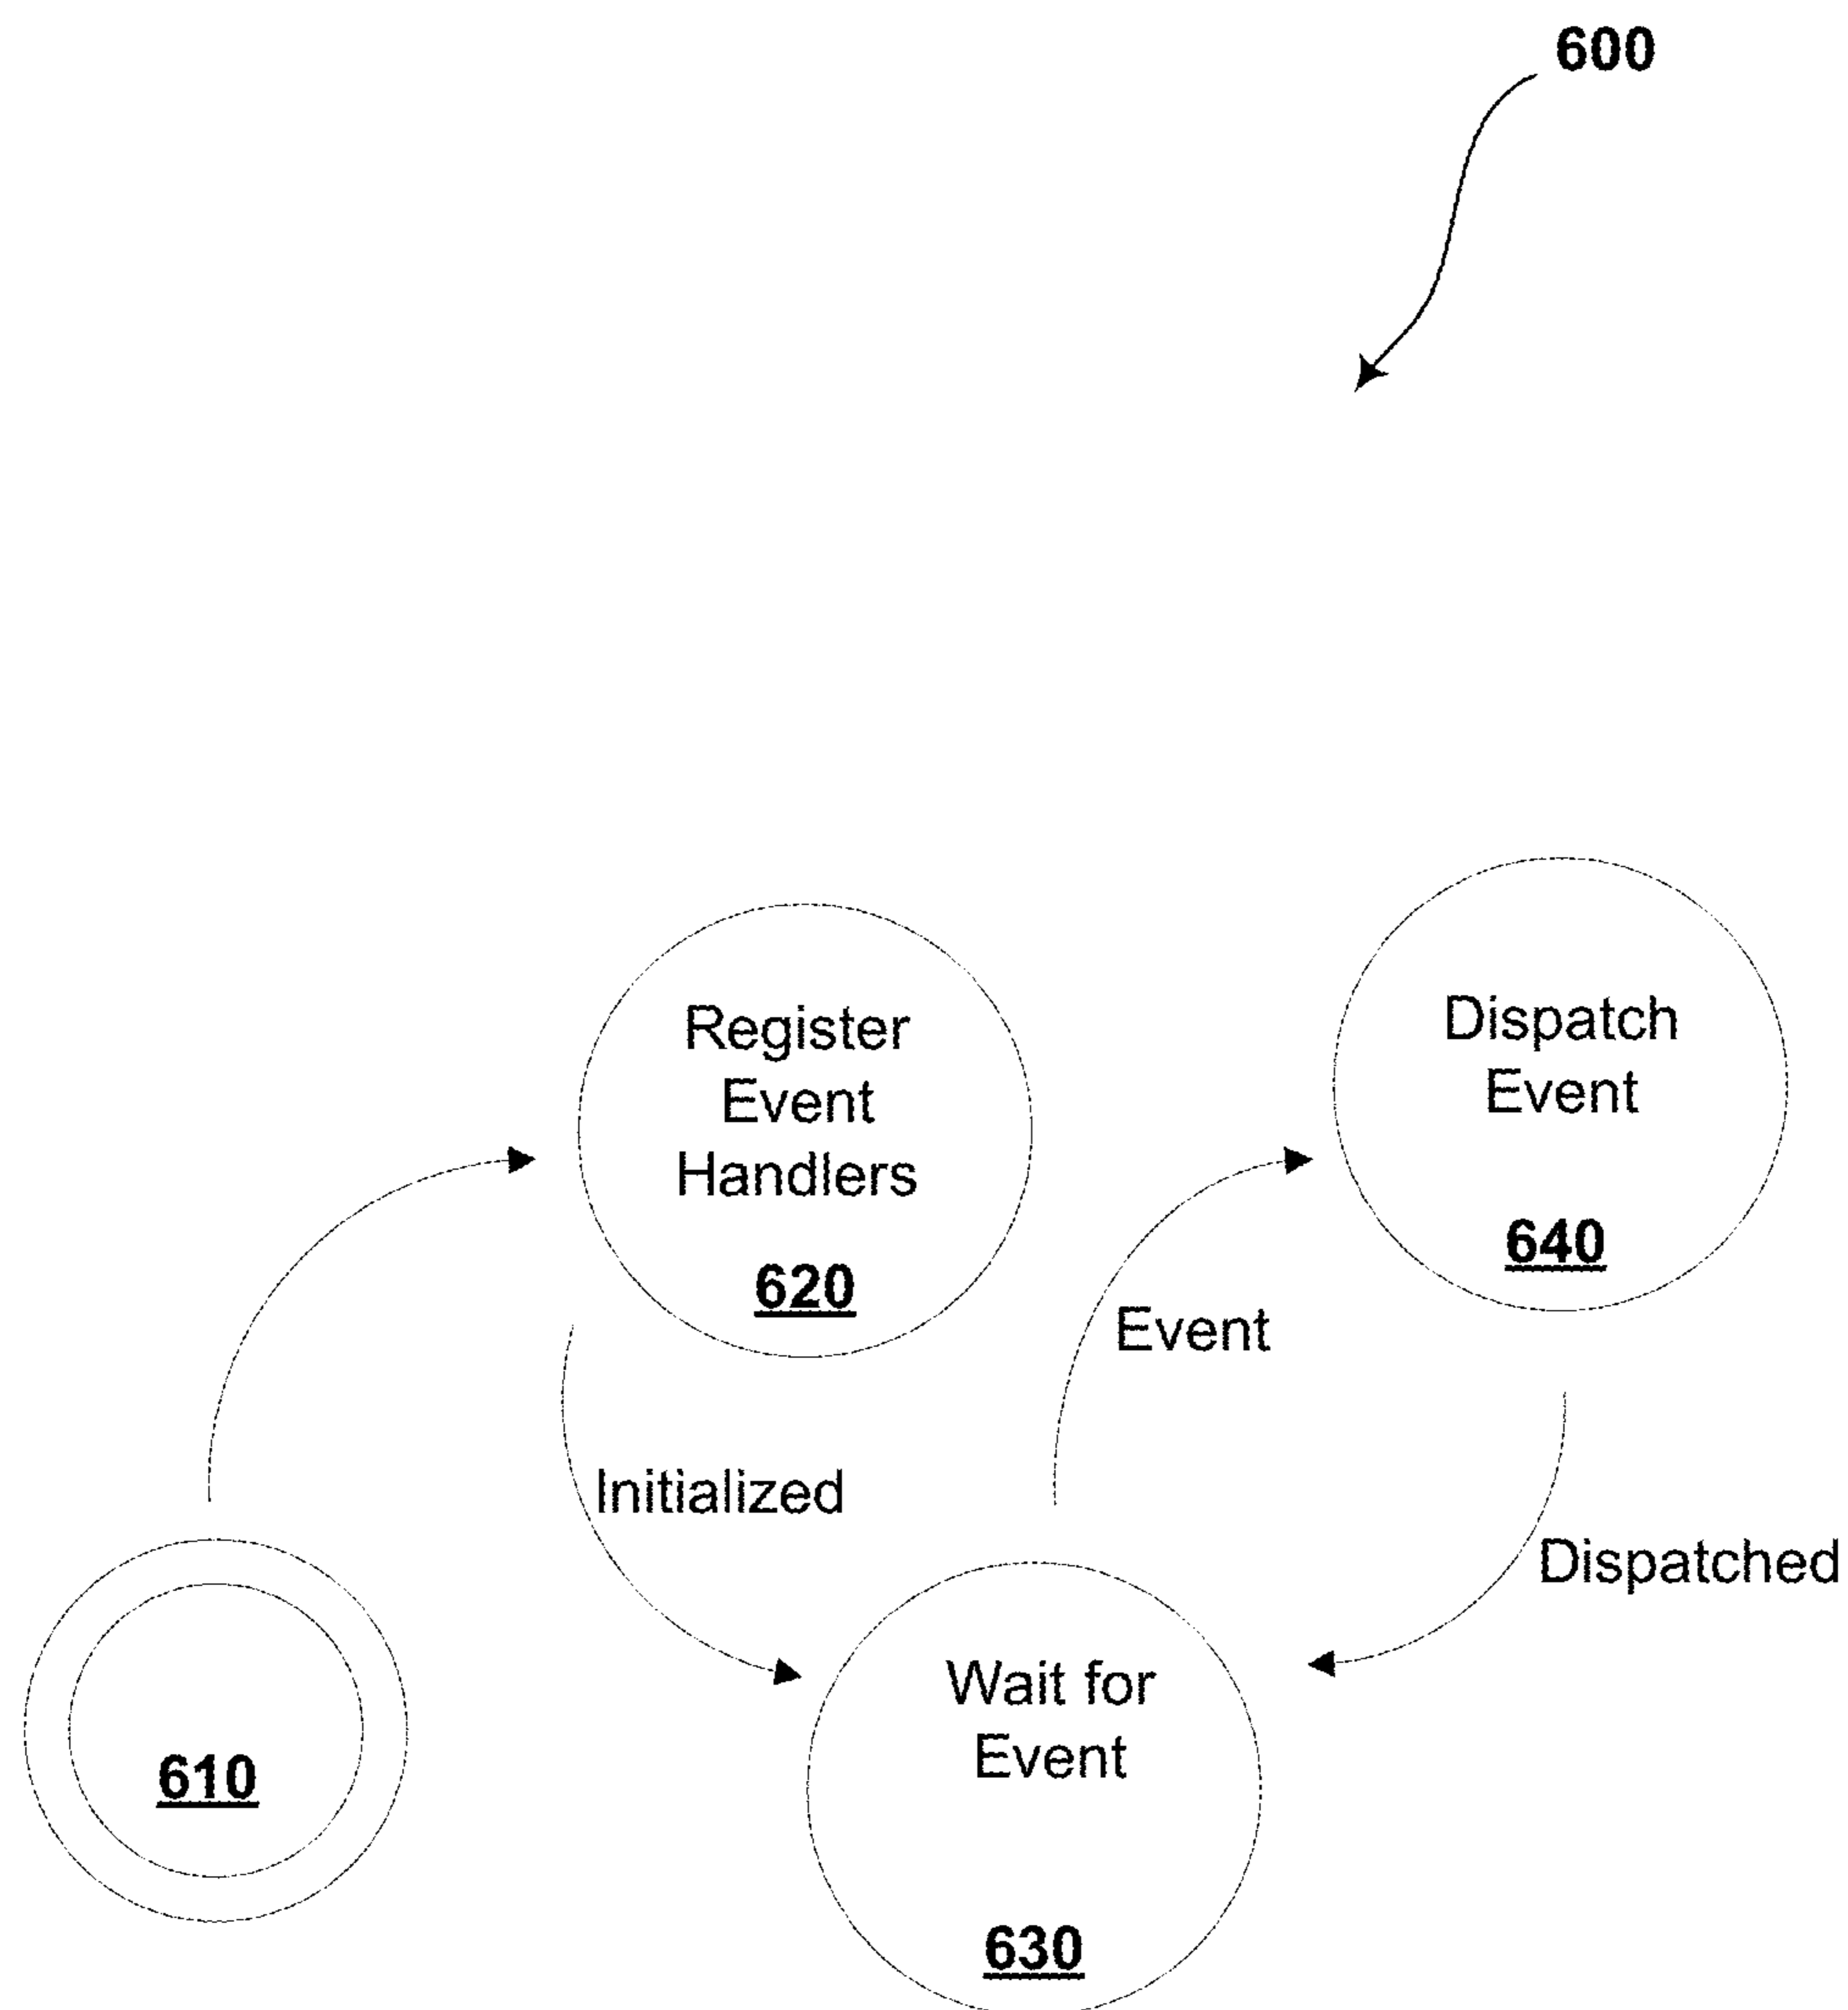 600
Register
Event
Handlers
620
Dispatch
Event
640
Event
Initialized
Dispatched
Wait for
Event
630
610